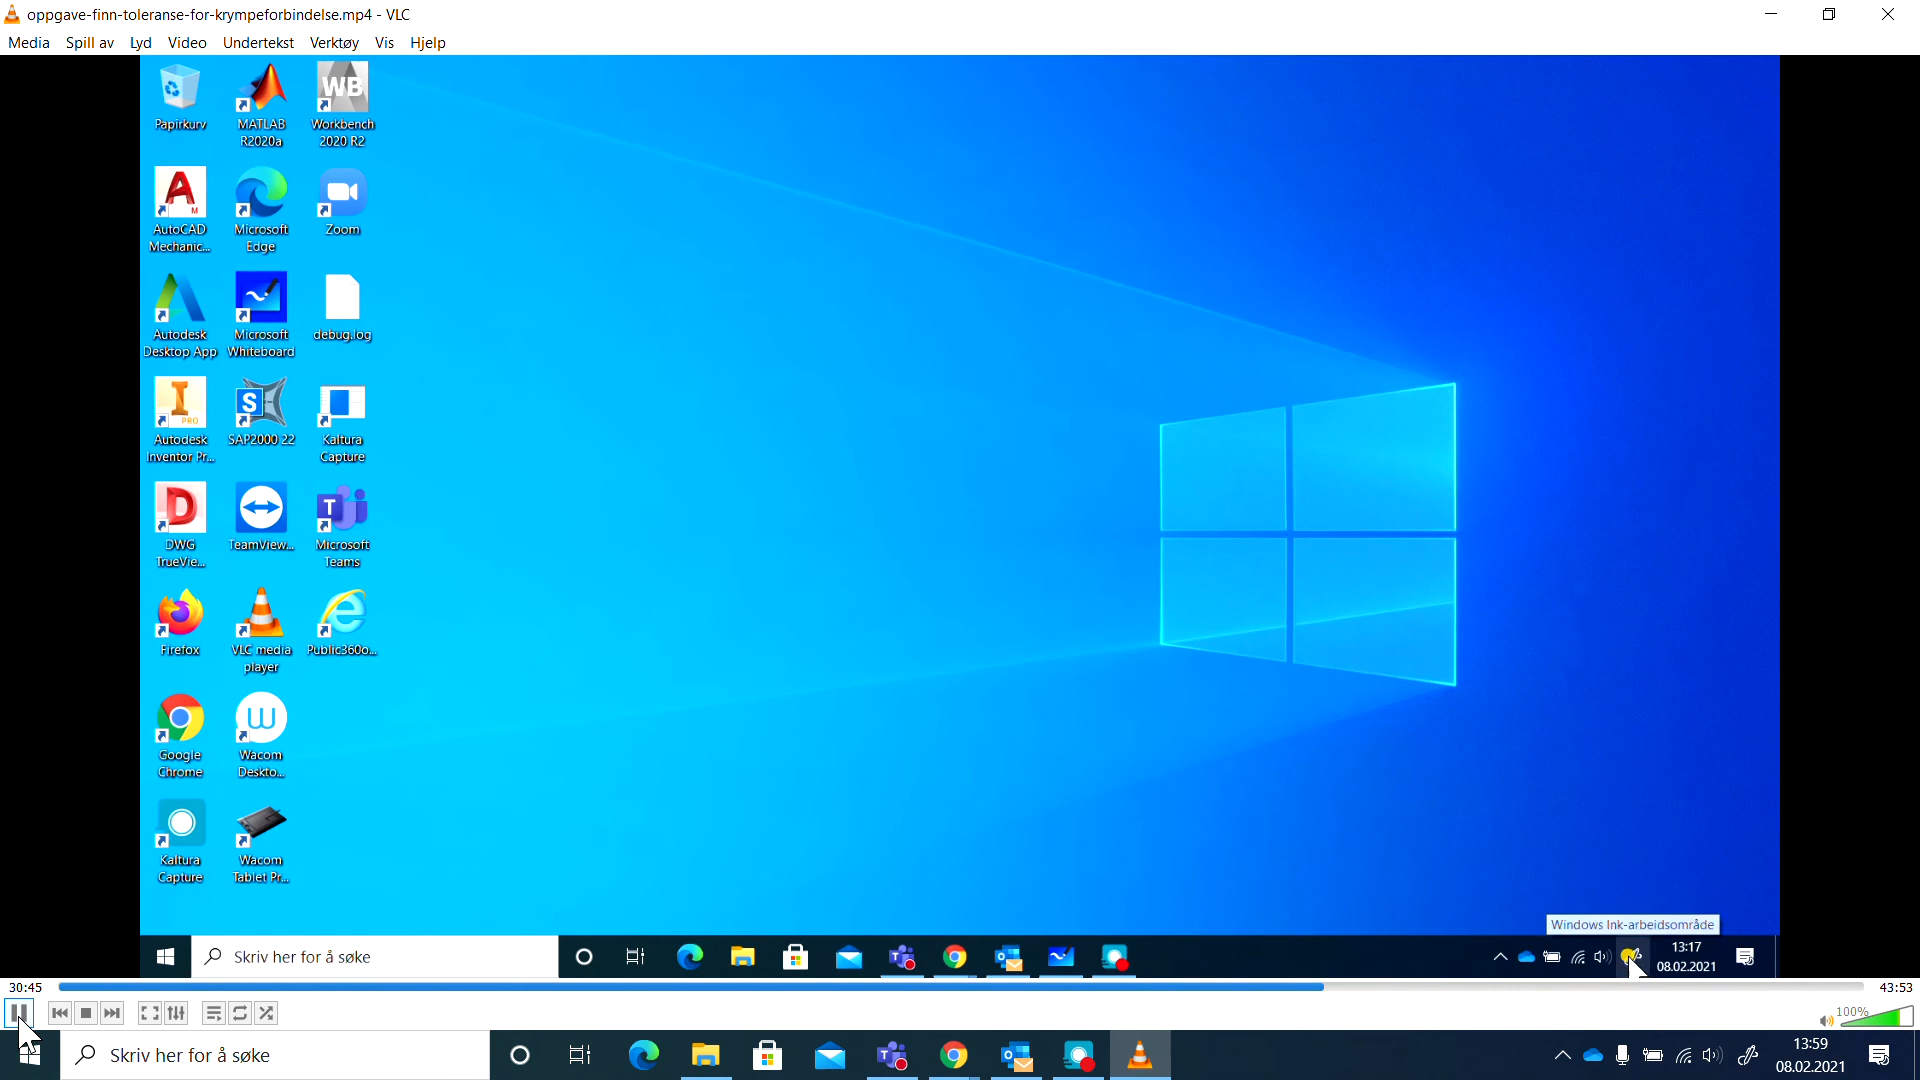 oppgave-finn-toleranse-for-krympeforbindelse.mp4 - VLC
Media Spill av Lyd Video Undertekst Verktøy Vis Hjelp
Papirkurv
MATLAB
R2020a
WB
Workbench
2020 R2
A
M
AutoCAD
Mechanic...
Microsoft
Edge
Zoom
Autodesk
Desktop App
Microsoft
Whiteboard
debug.log
I
PRO
Autodesk
Inventor Pr...
S
SAP2000 22
Kaltura
Capture
D
DWG
TrueVie...
TeamView...
T
Microsoft
Teams
Firefox
VLC media
player
Public360o...
Google
Chrome
W
Wacom
Deskto...
Kaltura
Capture
Wacom
Tablet Pr...
Windows Ink-arbeidsområde
Skriv her for å søke
13:17
08.02.2021
30:45
43:53
100%
Skriv her for å søke
13:59
08.02.2021